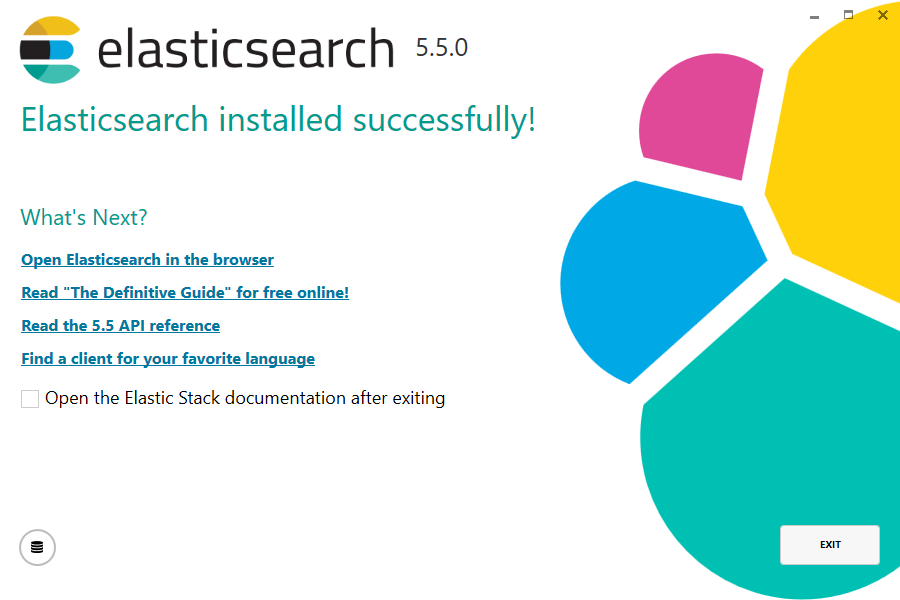 elasticsearch 5.5.0
Elasticsearch installed successfully!
What's Next?
Open Elasticsearch in the browser
Read "The Definitive Guide" for free online!
Read the 5.5 API reference
Find a client for your favorite language
Open the Elastic Stack documentation after exiting
EXIT